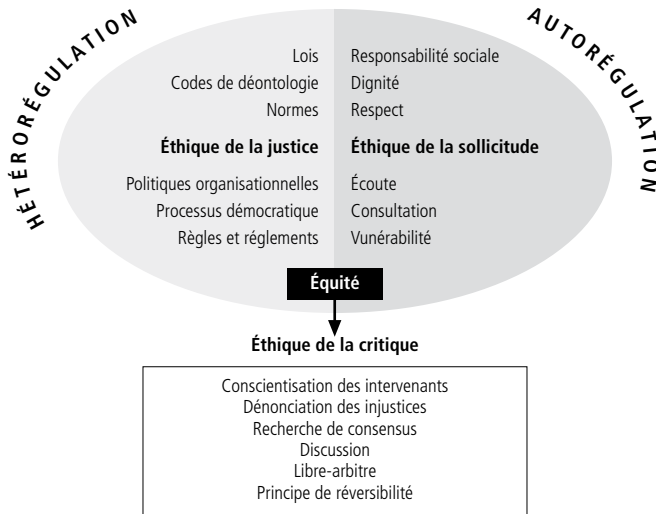 HÉTÉRORÉGULATION
AUTORÉGULATION
Lois
Codes de déontologie
Normes
Éthique de la justice
Politiques organisationnelles
Processus démocratique
Règles et réglements
Responsabilité sociale
Dignité
Respect
Éthique de la sollicitude
Écoute
Consultation
Vunérabilité
Équité
Éthique de la critique
Conscientisation des intervenants
Dénonciation des injustices
Recherche de consensus
Discussion
Libre-arbitre
Principe de réversibilité